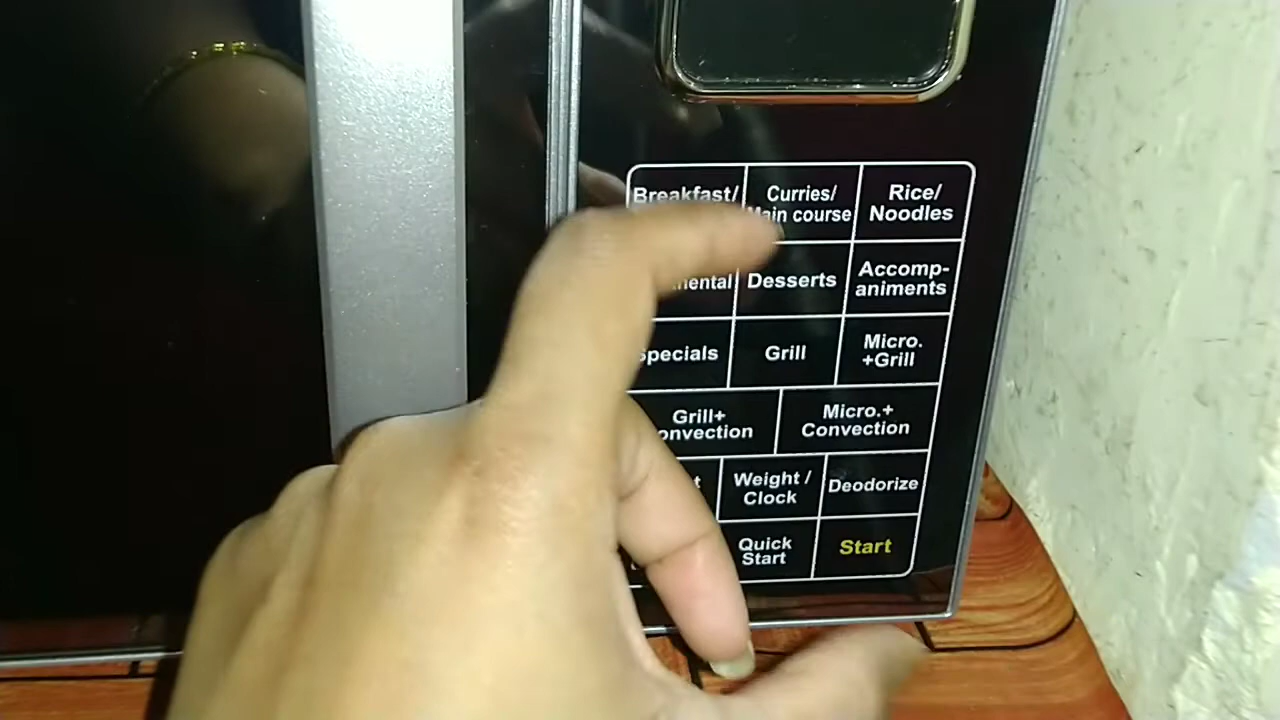 Breakfast/
Curries/
Main course
Rice/
Noodles
Desserts
Accomp-
animents
Specials
Grill
Micro.
+Grill
Grill+
Convection
Micro.+
Convection
Weight /
Clock
Deodorize
Quick
Start
Start